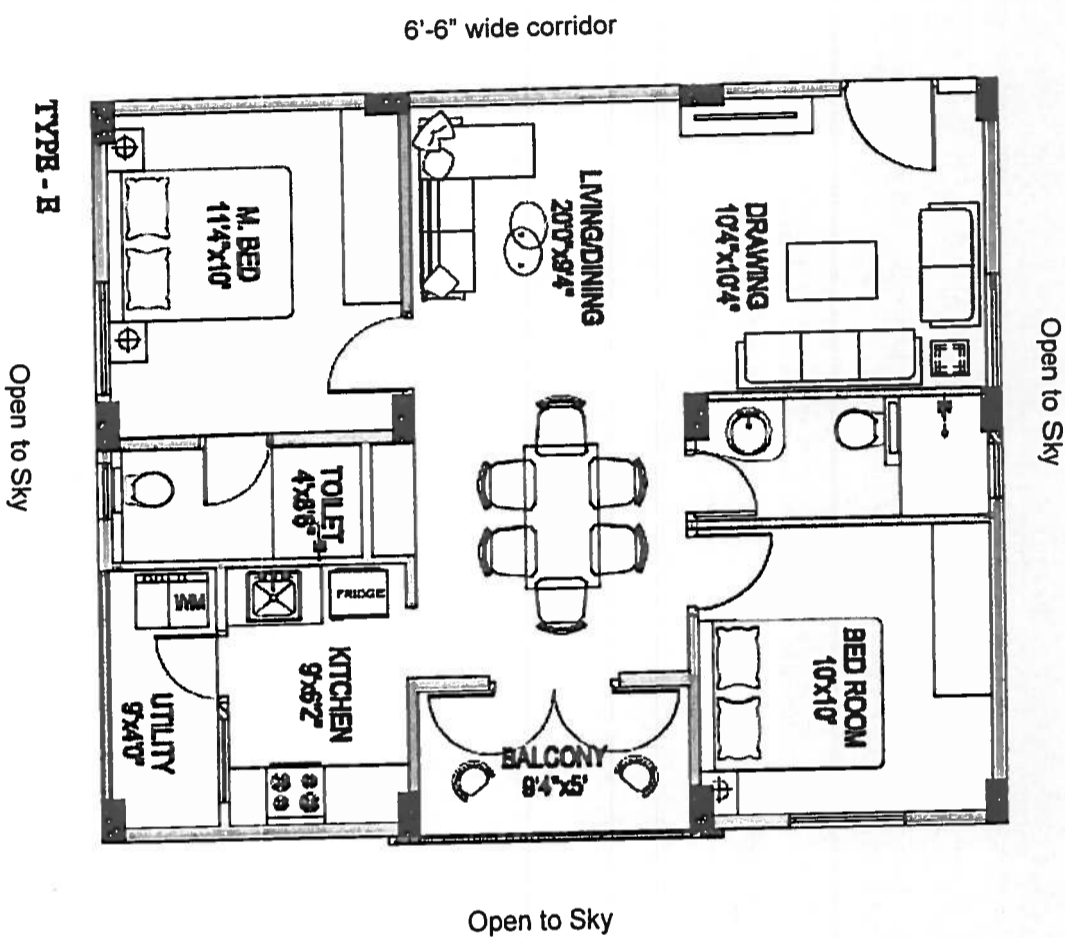 6'-6" wide corridor
TYPE - E
M. BED
11'4"x10'
LIVING/DINING
20'0"x9'4"
DRAWING
10'4"x10'4"
Open to Sky
Open to Sky
TOILET
4'x8'6"
WM
FRIDGE
KITCHEN
9'x6'2"
UTILITY
9'x4'0"
BED ROOM
10'x10'
BALCONY
9'4"x5'
Open to Sky